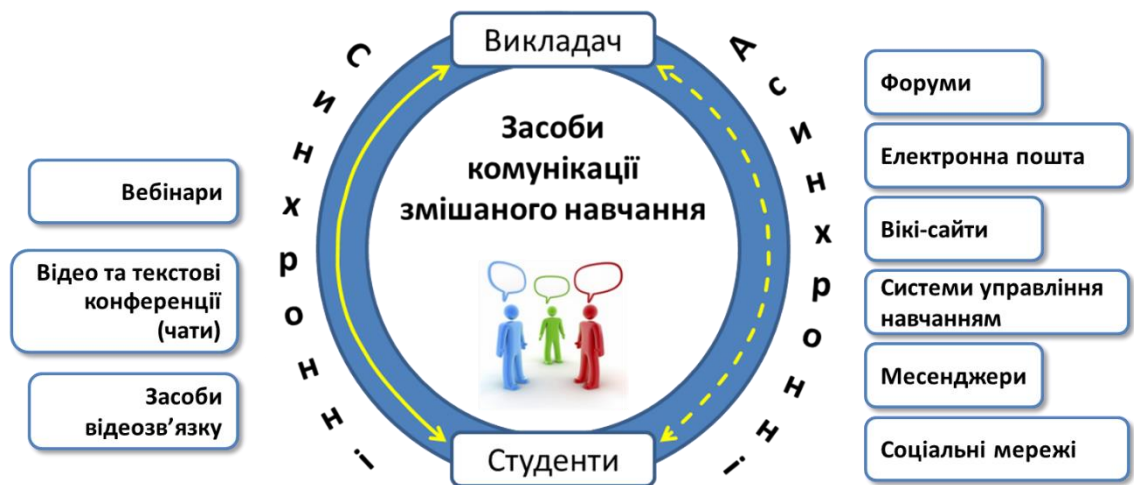 Викладач
Синхронні
Асинхронні
Засоби
комунікації
змішаного навчання
Студенти
Вебінари
Відео та текстові
конференції
(чати)
Засоби
відеозв’язку
Форуми
Електронна пошта
Вікі-сайти
Системи управління
навчанням
Месенджери
Соціальні мережі